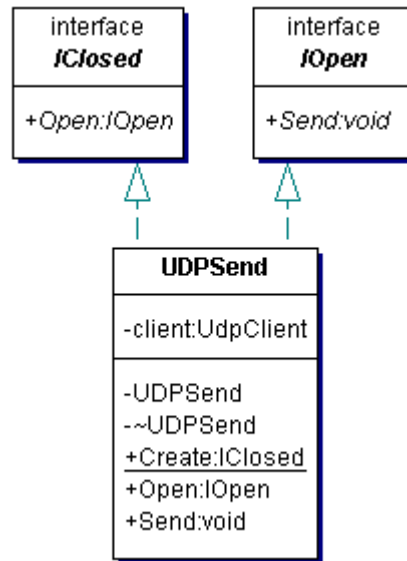 interface
IClosed
+Open:IOpen
interface
IOpen
+Send:void
UDPSend
-client:UdpClient
-UDPSend
-~UDPSend
+Create:IClosed
+Open:IOpen
+Send:void